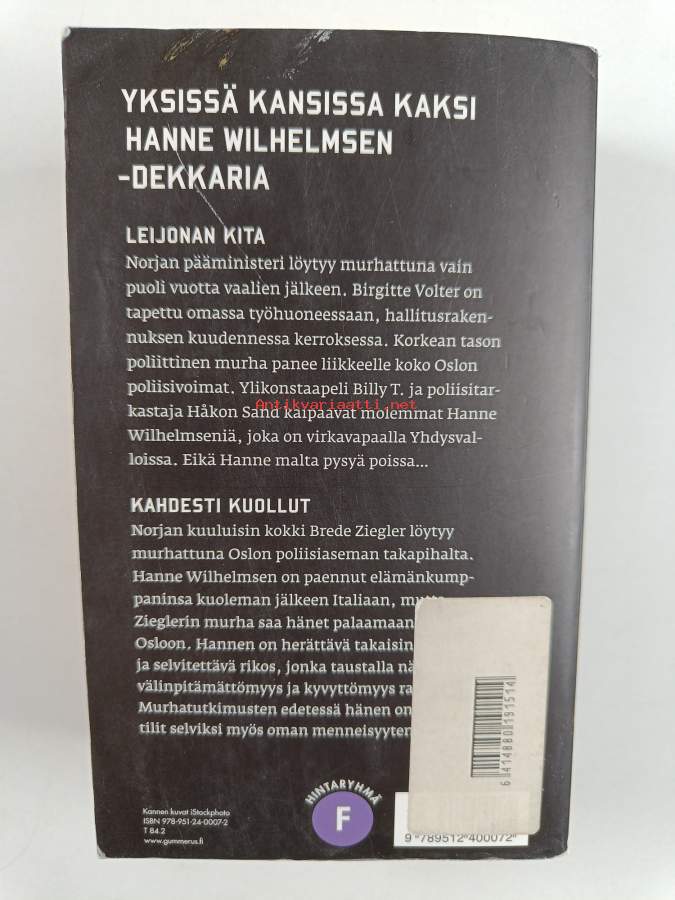 YKSISSÄ KANSISSA KAKSI
HANNE WILHELMSEN
-DEKKARIA
LEIJONAN KITA
Norjan pääministeri löytyy murhattuna vain
puoli vuotta vaalien jälkeen. Birgitte Volter on
tapettu omassa työhuoneessaan, hallitusraken-
nuksen kuudennessa kerroksessa. Korkean tason
poliittinen murha panee liikkeelle koko Oslon
poliisivoimat. Ylikonstaapeli Billy T. ja poliisitar-
Antikvariaatti.net
kastaja Håkon Sand kaipaavat molemmat Hanne
Wilhelmseniä, joka on virkavapaalla Yhdysval-
loissa. Eikä Hanne malta pysyä poissa...
KAHDESTI KUOLLUT
Norjan kuuluisin kokki Brede Ziegler löytyy
murhattuna Oslon poliisiaseman takapihalta.
Hanne Wilhelmsen on paennut elämänkump-
paninsa kuoleman jälkeen Italiaan,
Zieglerin murha saa hänet palaamaan
Osloon. Hannen on herättävä takaisin
ja selvitettävä rikos, jonka taustalla
välinpitämättömyys ja kyvyttömyys
Murhatutkimusten edetessä hänen on
tilit selviksi myös oman
6 414880 191514
HINTARYHMÄ
F
Kannen kuvat iStockphoto
ISBN 978-951-24-0007-2
T 84.2
www.gummerus.fi
9 789512 400072